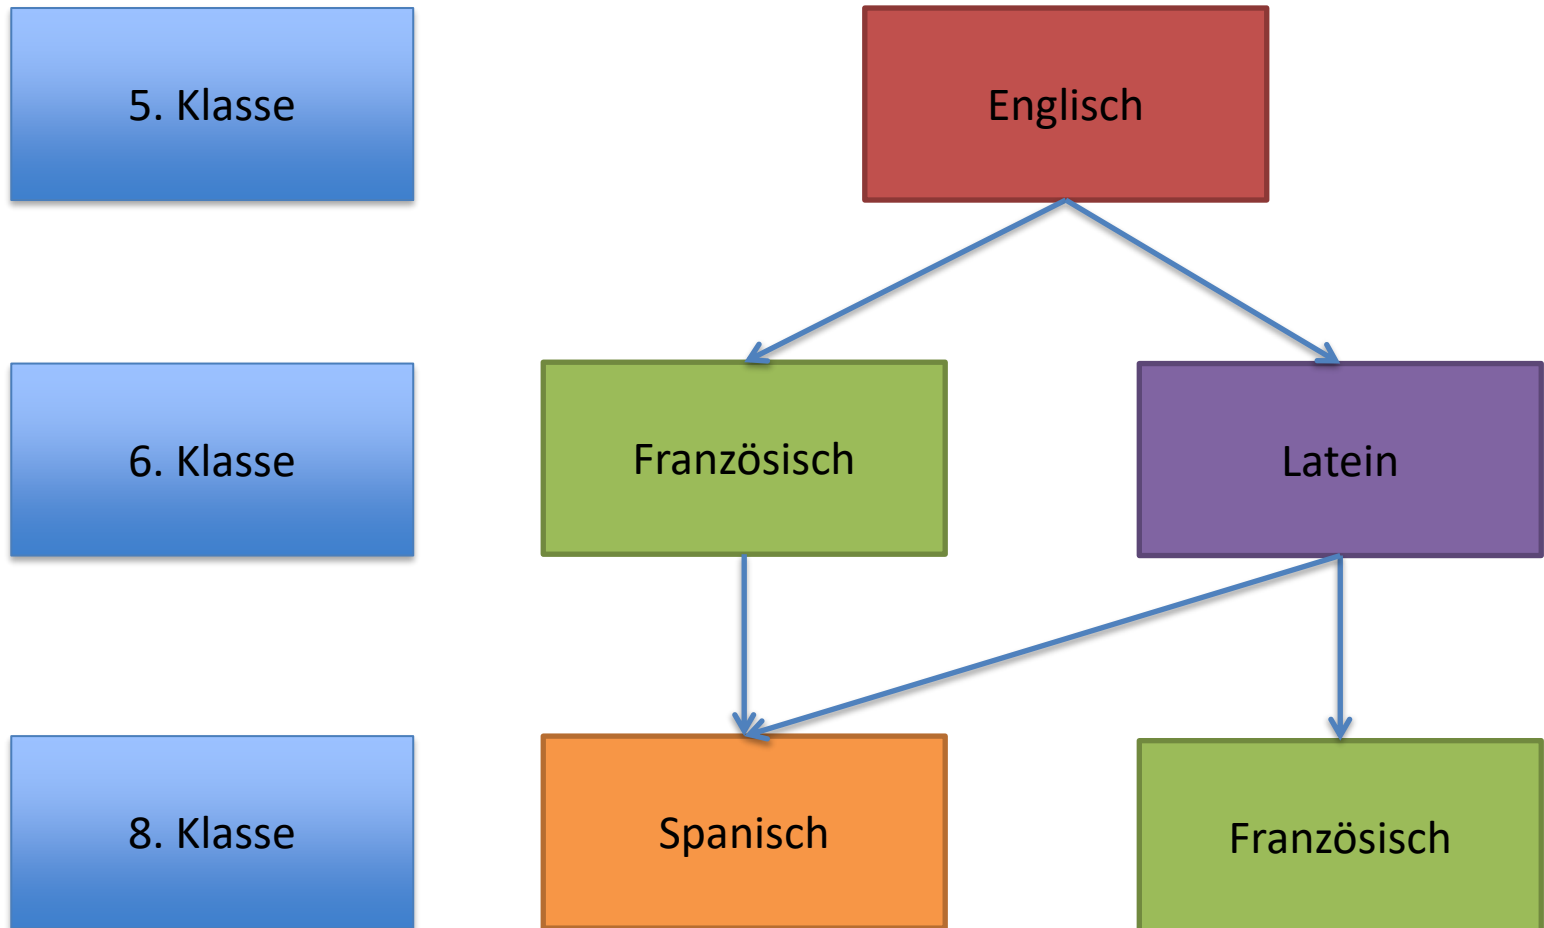 5. Klasse
Englisch
6. Klasse
Französisch
Latein
8. Klasse
Spanisch
Französisch